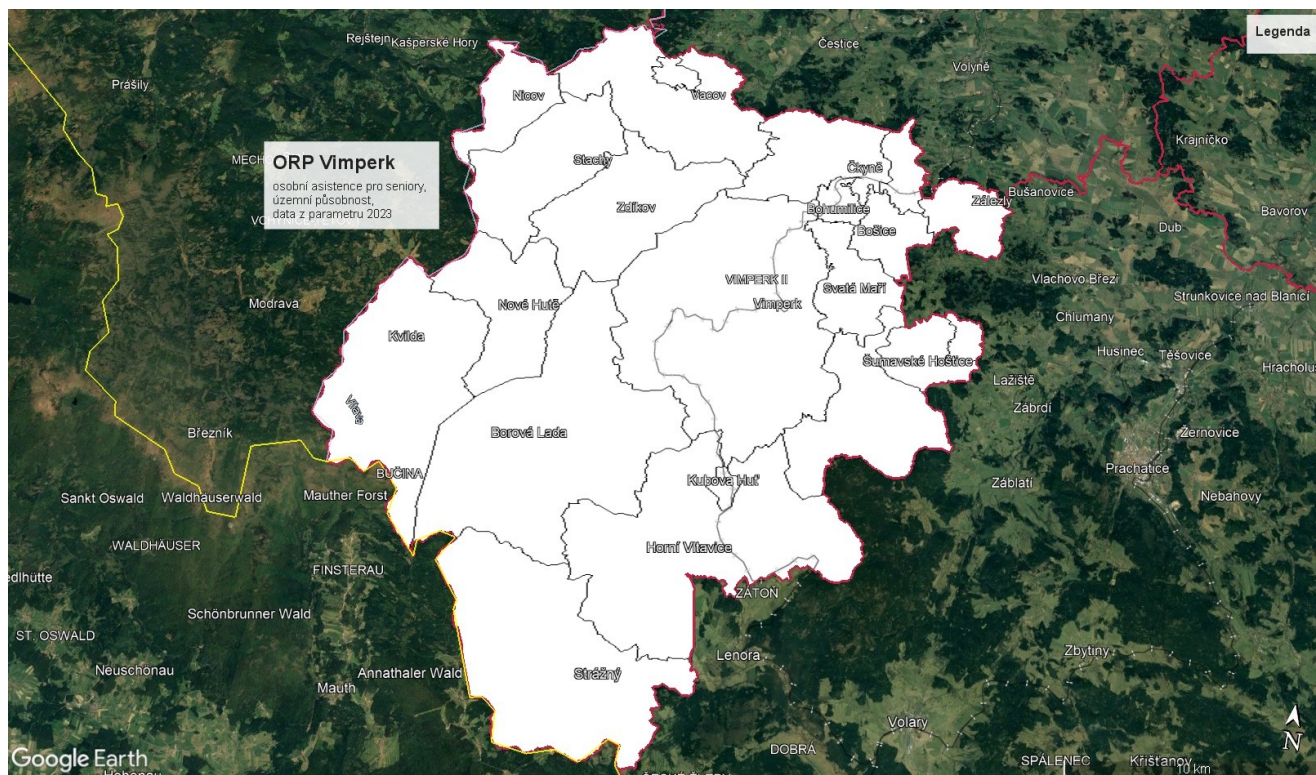 Legenda
Rejštejn
Kašperské Hory
Čestice
Volyně
Prášily
Nicov
Vacov
Krajníčko
ORP Vimperk
osobní asistence pro seniory,
územní působnost,
data z parametru 2023
Stachy
Čkyně
Zdíkov
Bohumilice
Zálezly
Bušanovice
Bavorov
Bošice
Dub
VIMPERK II
Vimperk
Svatá Maří
Vlachovo Březí
Strunkovice nad Blanicí
Modrava
Nové Hutě
Chlumany
Kvilda
Husinec
Těšovice
Šumavské Hoštice
Lažiště
Vltava
Zábrdí
Březník
Borová Lada
Žernovice
BUČINA
Prachatice
Kubova Huť
Záblatí
Sankt Oswald
Waldhäuserwald
Mauther Forst
Nebahovy
WALDHÄUSER
Horní Vltavice
FINSTERAU
ZÁTOŇ
Schönbrunner Wald
ST. OSWALD
Lenora
Zbytiny
Neuschönau
Annathaler Wald
Strážný
Mauth
Volary
DOBRÁ
N
Google Earth
SPÁLENEC
Křišťanov
10 km